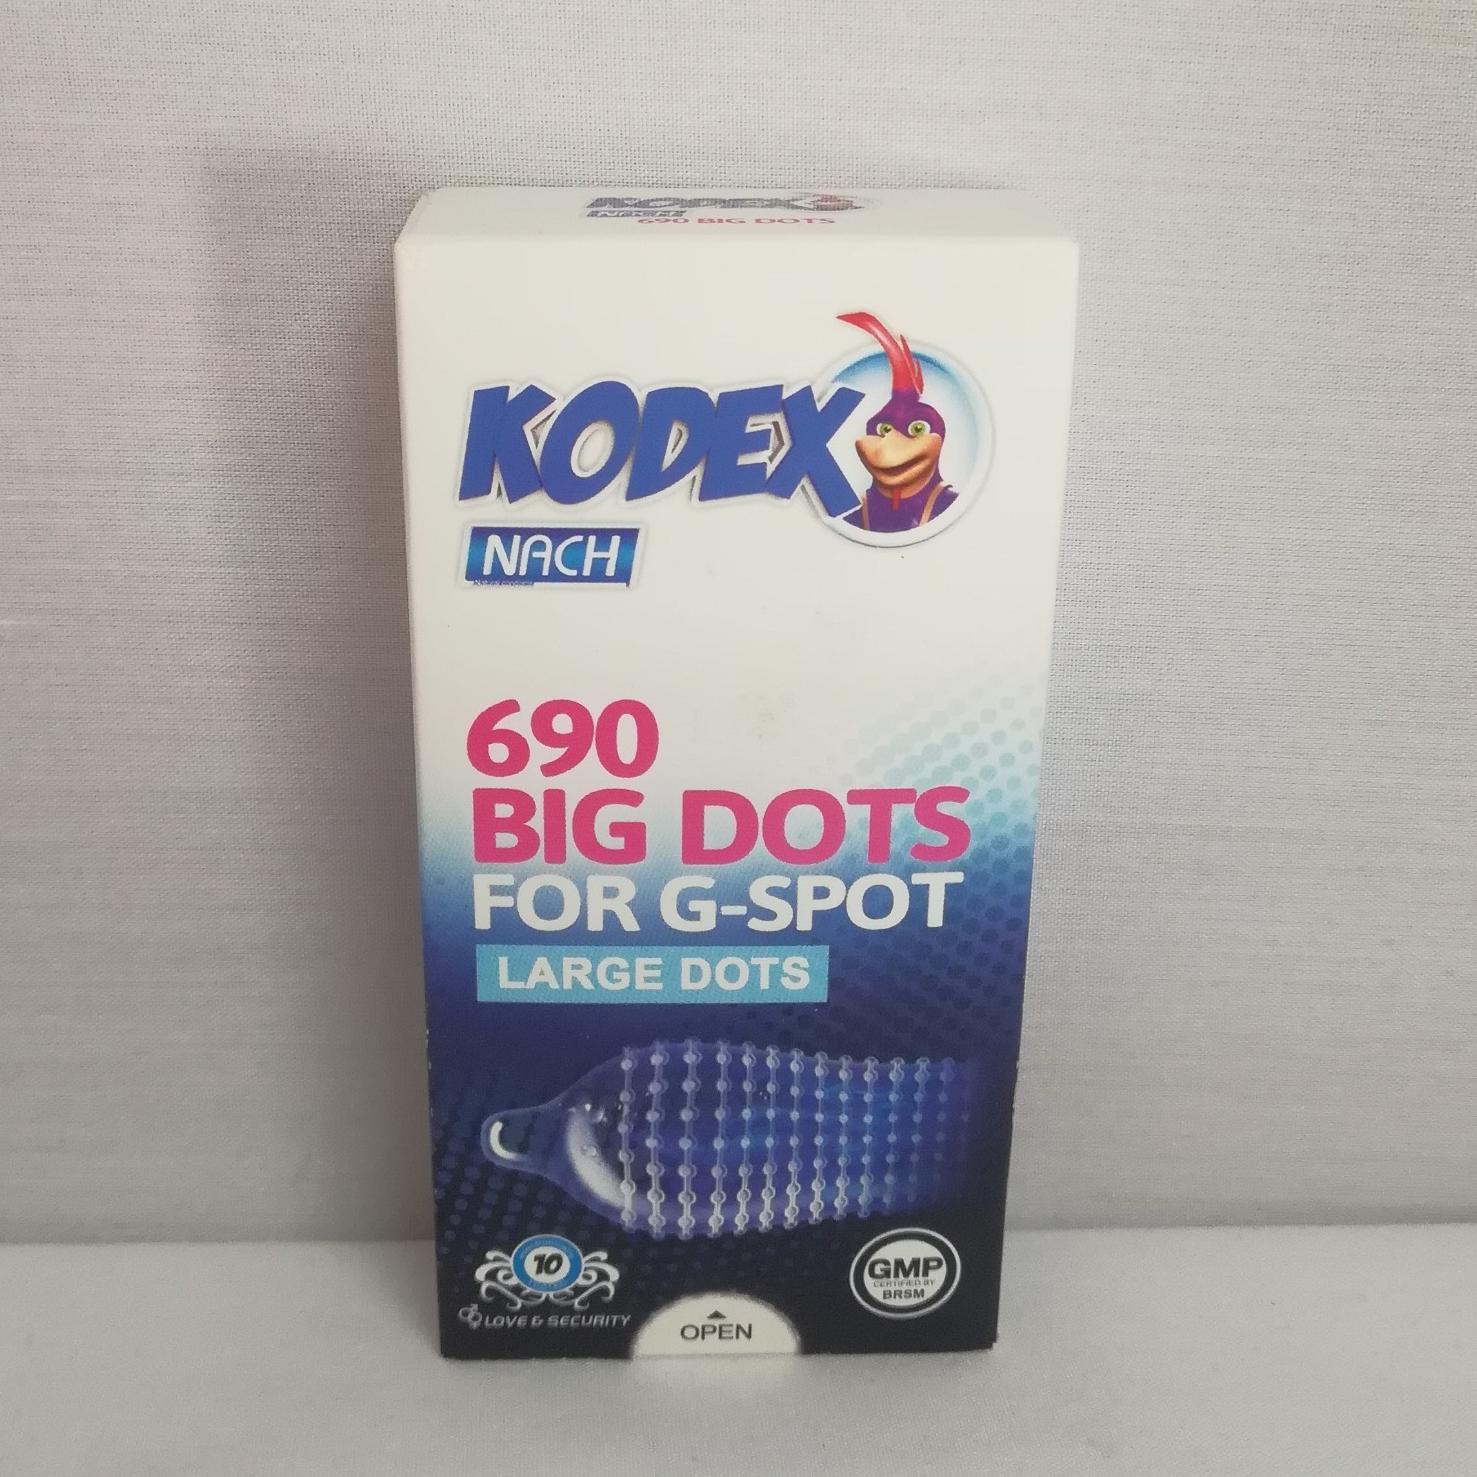 KODEX
NACH
690 BIG DOTS
KODEX
NACH
690
BIG DOTS
FOR G-SPOT
LARGE DOTS
10
LOVE & SECURITY
OPEN
GMP
CERTIFIED BY
BRSM